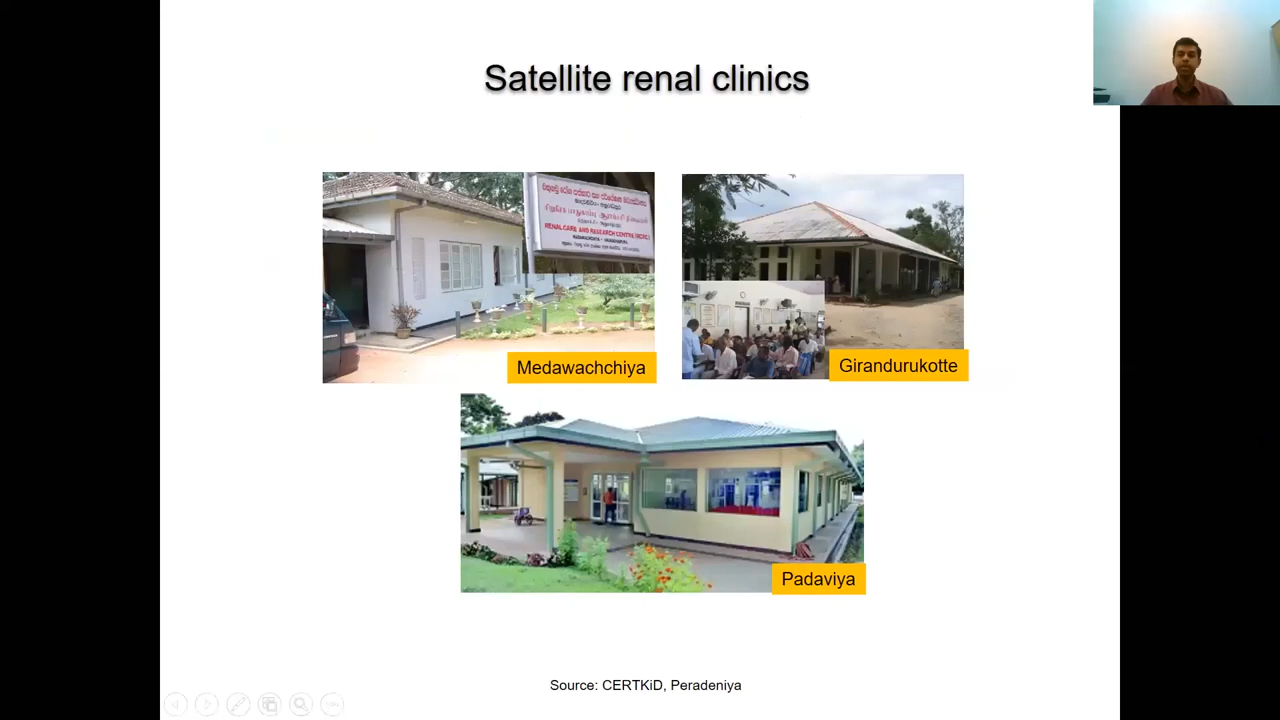 Satellite renal clinics
RENAL CARE AND RESEARCH CENTRE (RCRC)
Medawachchiya
Girandurukotte
Padaviya
Source: CERTKiD, Peradeniya